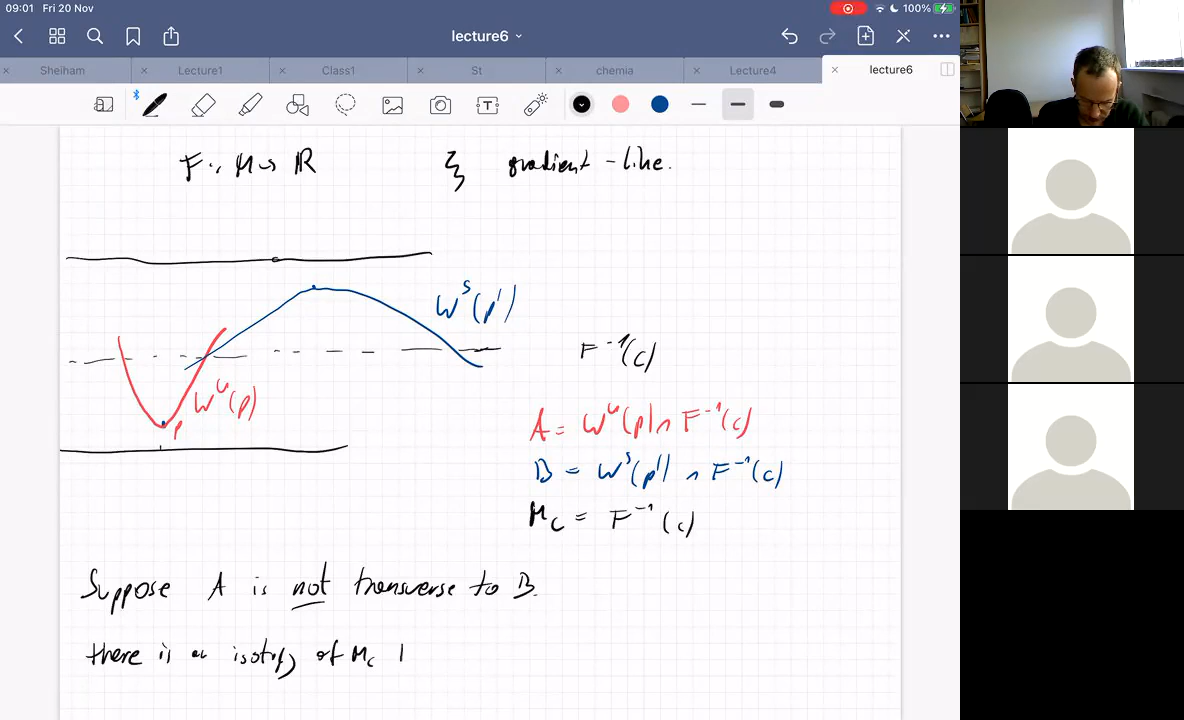 09:01 Fri 20 Nov
100%
lecture6
Sheiham
Lecture1
Class1
St
chemia
Lecture4
lecture6
F: M → ℝ
ξ gradient-like.
W^s(p')
F^-1(c)
W^u(p)
p
A = W^u(p) ∩ F^-1(c)
B = W^s(p') ∩ F^-1(c)
M_c = F^-1(c)
Suppose A is not transverse to B.
there is an isotopy of M_c